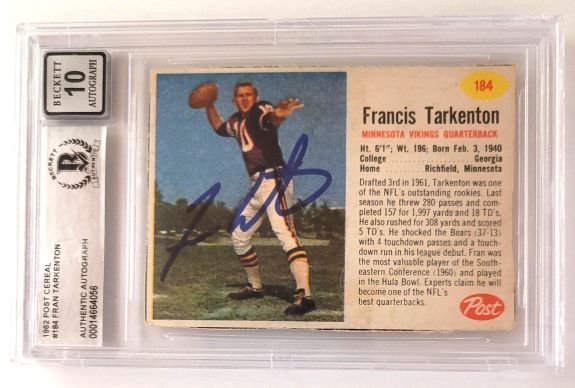 BECKETT
10
AUTOGRAPH
BECKETT
AUTHENTIC
1962 POST CEREAL
#184 FRAN TARKENTON
AUTHENTIC AUTOGRAPH
00014664056
184
Francis Tarkenton
MINNESOTA VIKINGS QUARTERBACK
Ht. 6'1"; Wt. 196; Born Feb. 3, 1940
College Georgia
Home Richfield, Minnesota
Drafted 3rd in 1961, Tarkenton was one
of the NFL's outstanding rookies. Last
season he threw 280 passes and com-
pleted 157 for 1,997 yards and 18 TD's.
He also rushed for 308 yards and scored
5 TD's. He shocked the Bears (37-13)
with 4 touchdown passes and a touch-
down run in his league debut. Fran was
the most valuable player of the South-
eastern Conference (1960) and played
in the Hula Bowl. Experts claim he will
become one of the NFL's
best quarterbacks.
Post